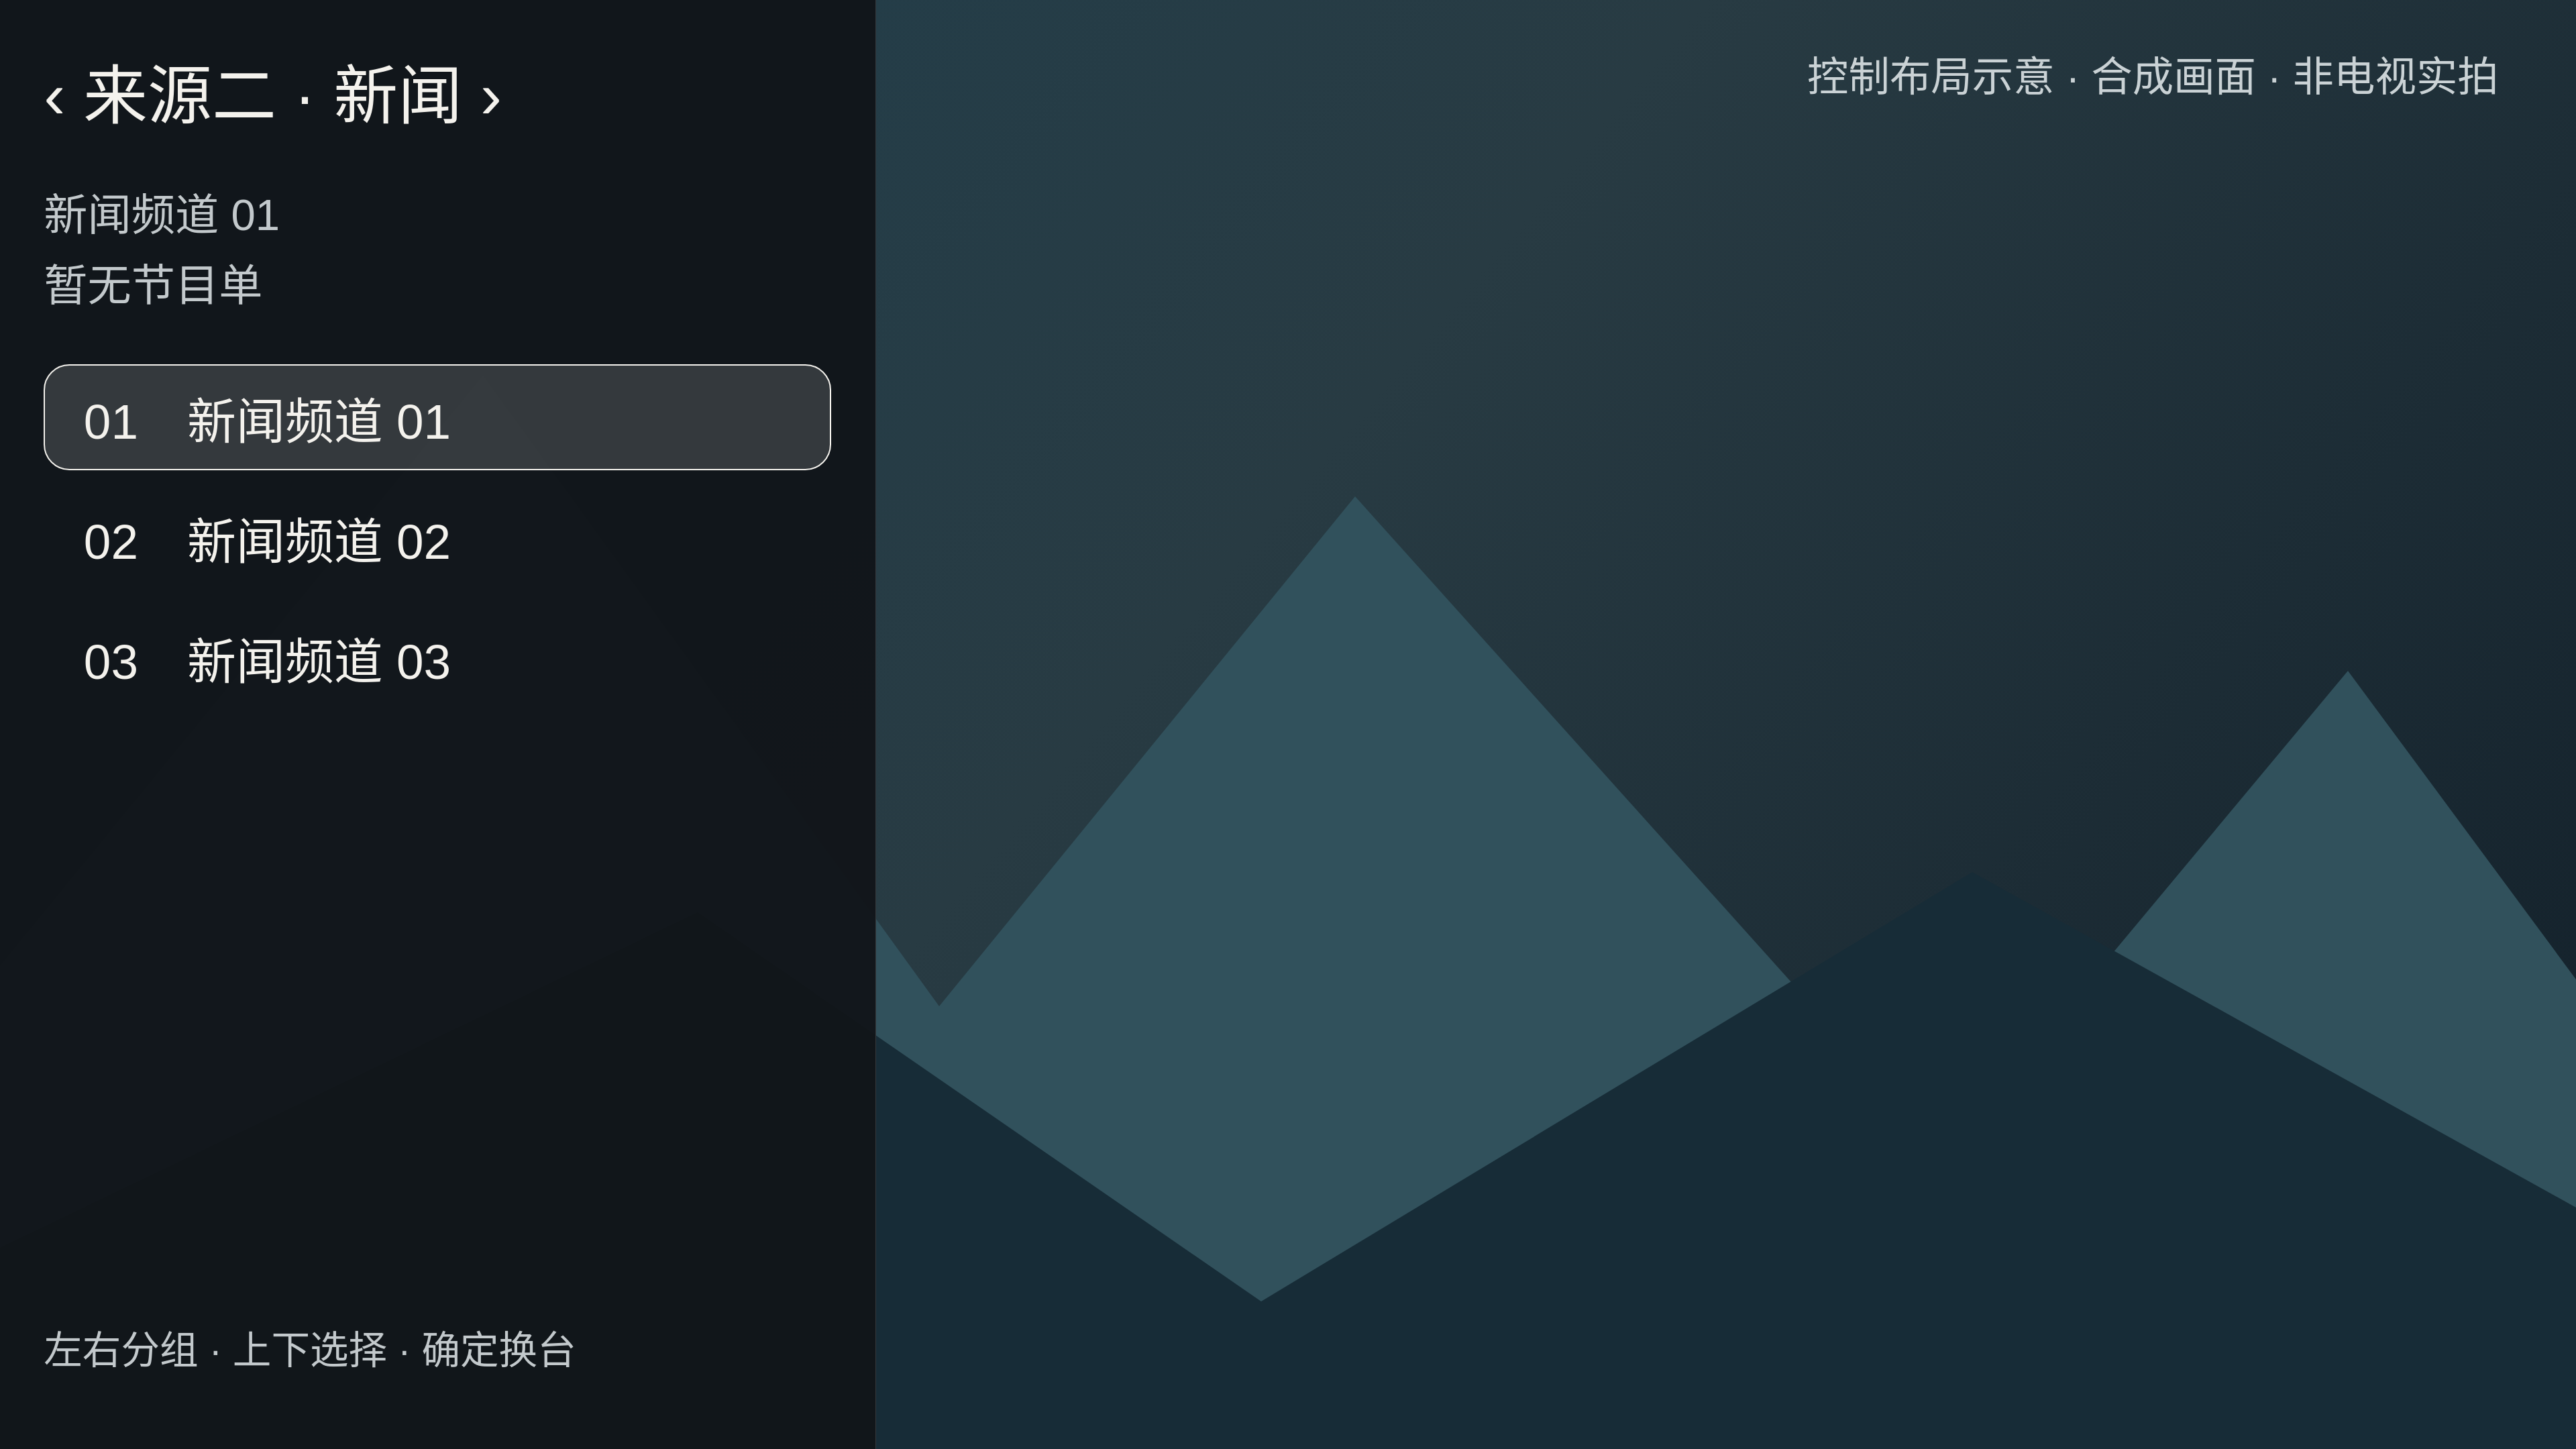 ‹ 来源二 · 新闻 ›
控制布局示意 · 合成画面 · 非电视实拍
新闻频道 01
暂无节目单
01 新闻频道 01
02 新闻频道 02
03 新闻频道 03
左右分组 · 上下选择 · 确定换台